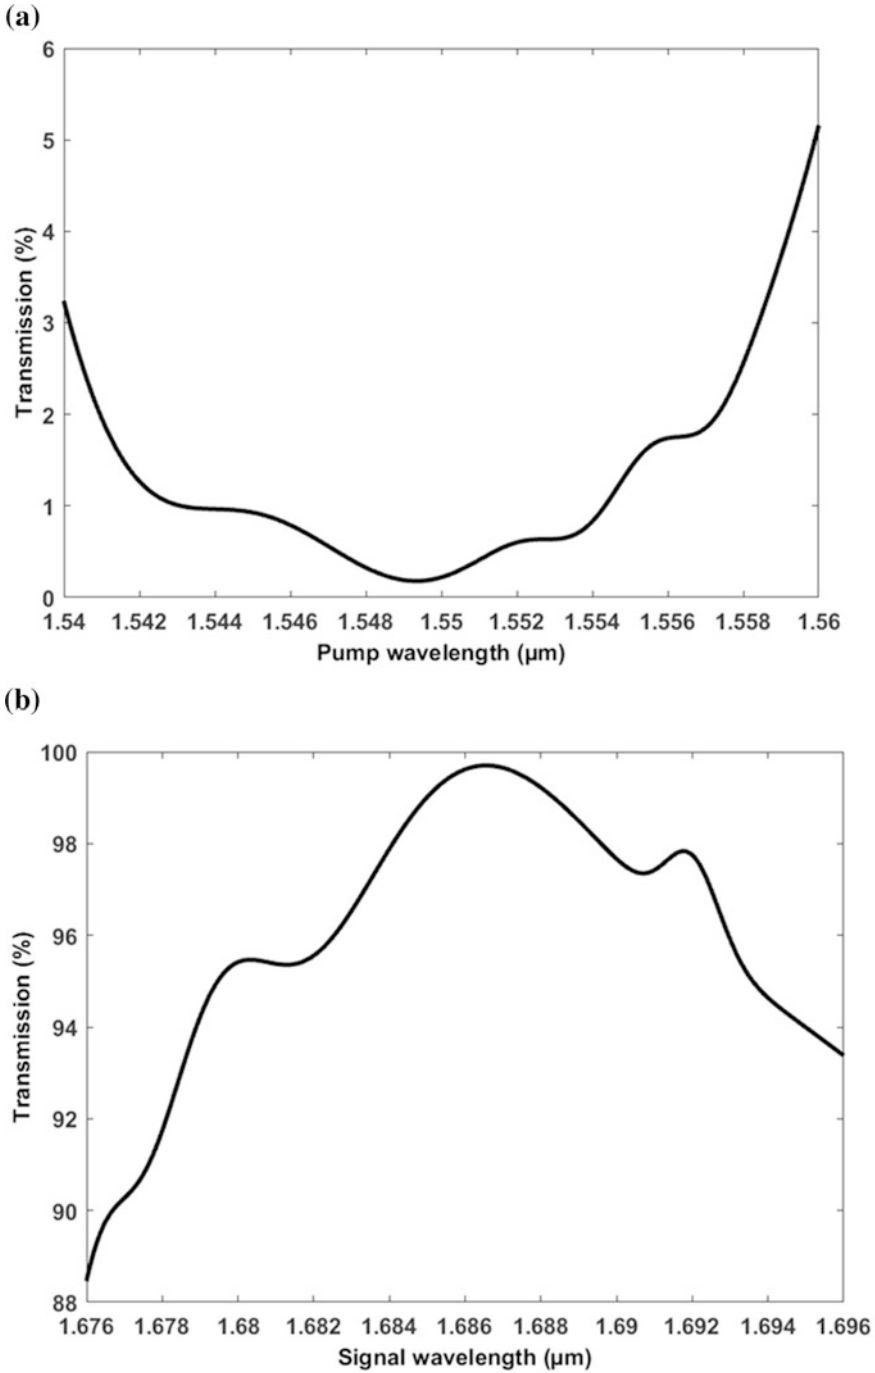 (a)
6
5
4
3
2
1
0
Transmission (%)
1.54 1.542 1.544 1.546 1.548 1.55 1.552 1.554 1.556 1.558 1.56
Pump wavelength (µm)
(b)
100
98
96
94
92
90
88
Transmission (%)
1.676 1.678 1.68 1.682 1.684 1.686 1.688 1.69 1.692 1.694 1.696
Signal wavelength (µm)